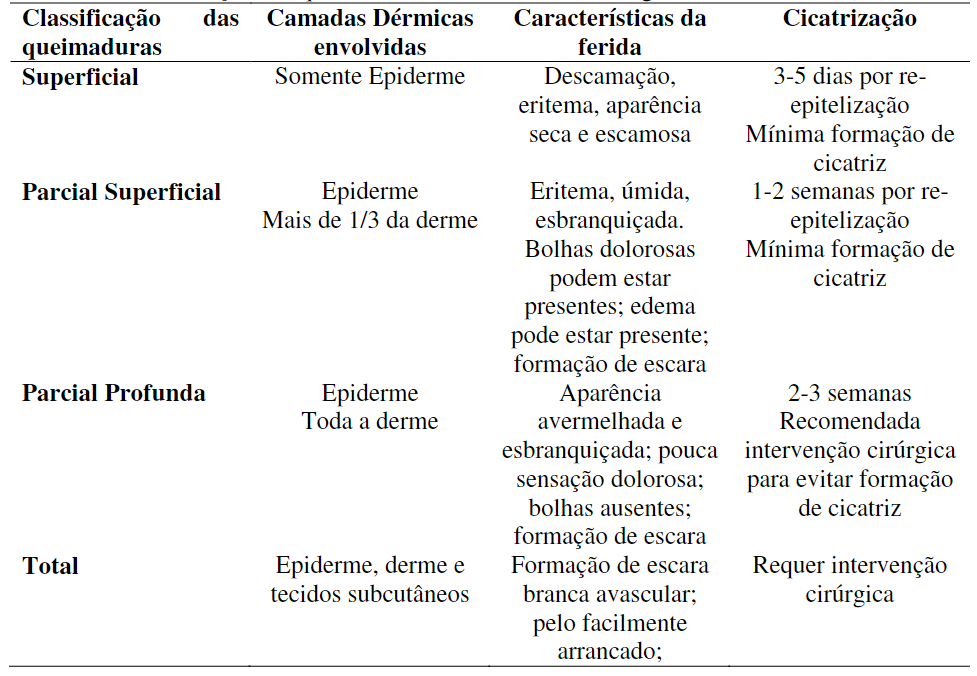 Classificação das queimaduras
Camadas Dérmicas envolvidas
Características da ferida
Cicatrização
Superficial
Somente Epiderme
Descamação,
eritema, aparência
seca e escamosa
3-5 dias por re-
epitelização
Mínima formação de
cicatriz
Parcial Superficial
Epiderme
Mais de 1/3 da derme
Eritema, úmida,
esbranquiçada.
Bolhas dolorosas
podem estar
presentes; edema
pode estar presente;
formação de escara
1-2 semanas por re-
epitelização
Mínima formação de
cicatriz
Parcial Profunda
Epiderme
Toda a derme
Aparência
avermelhada e
esbranquiçada; pouca
sensação dolorosa;
bolhas ausentes;
formação de escara
2-3 semanas
Recomendada
intervenção cirúrgica
para evitar formação
de cicatriz
Total
Epiderme, derme e
tecidos subcutâneos
Formação de escara
branca avascular;
pelo facilmente
arrancado;
Requer intervenção
cirúrgica